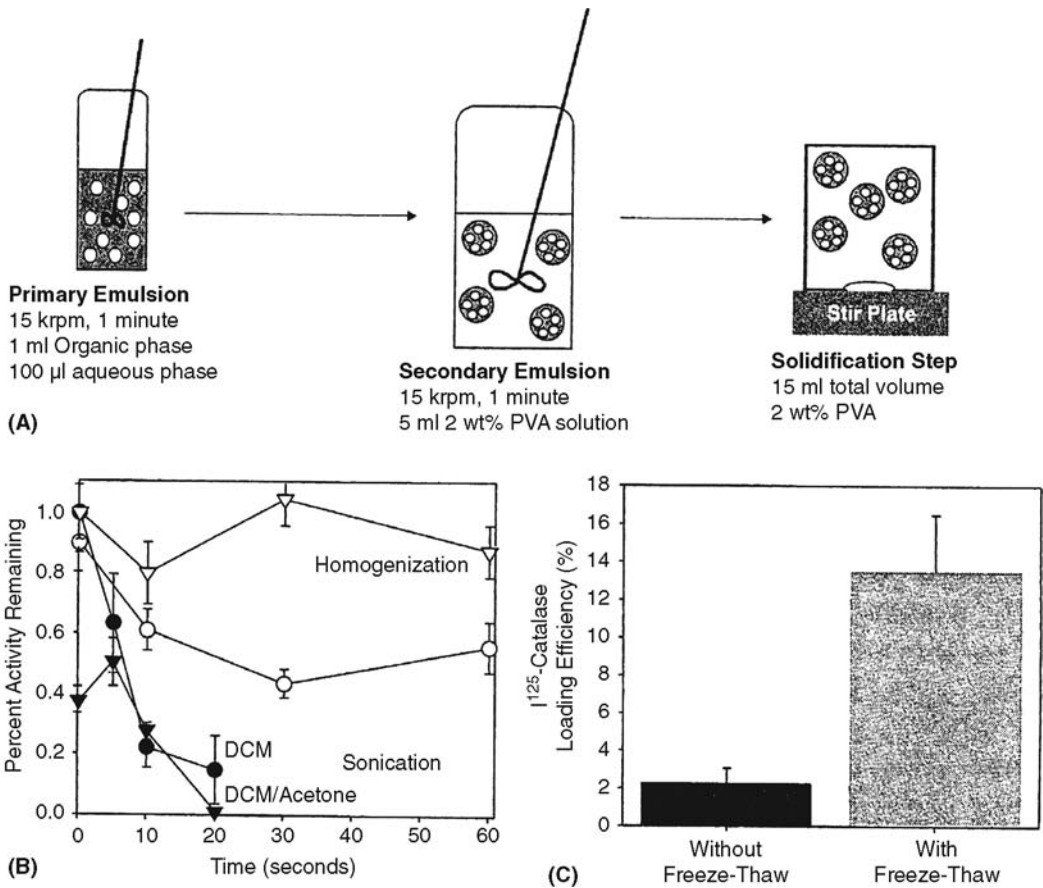 Primary Emulsion
15 krpm, 1 minute
1 ml Organic phase
100 µl aqueous phase
(A)
Secondary Emulsion
15 krpm, 1 minute
5 ml 2 wt% PVA solution
Stir Plate
Solidification Step
15 ml total volume
2 wt% PVA
Percent Activity Remaining
1.0
0.8
0.6
0.4
0.2
0.0
Homogenization
Sonication
DCM
DCM/Acetone
0 10 20 30 40 50 60
Time (seconds)
(B)
I125-Catalase
Loading Efficiency (%)
18
16
14
12
10
8
6
4
2
0
Without
Freeze-Thaw
With
Freeze-Thaw
(C)